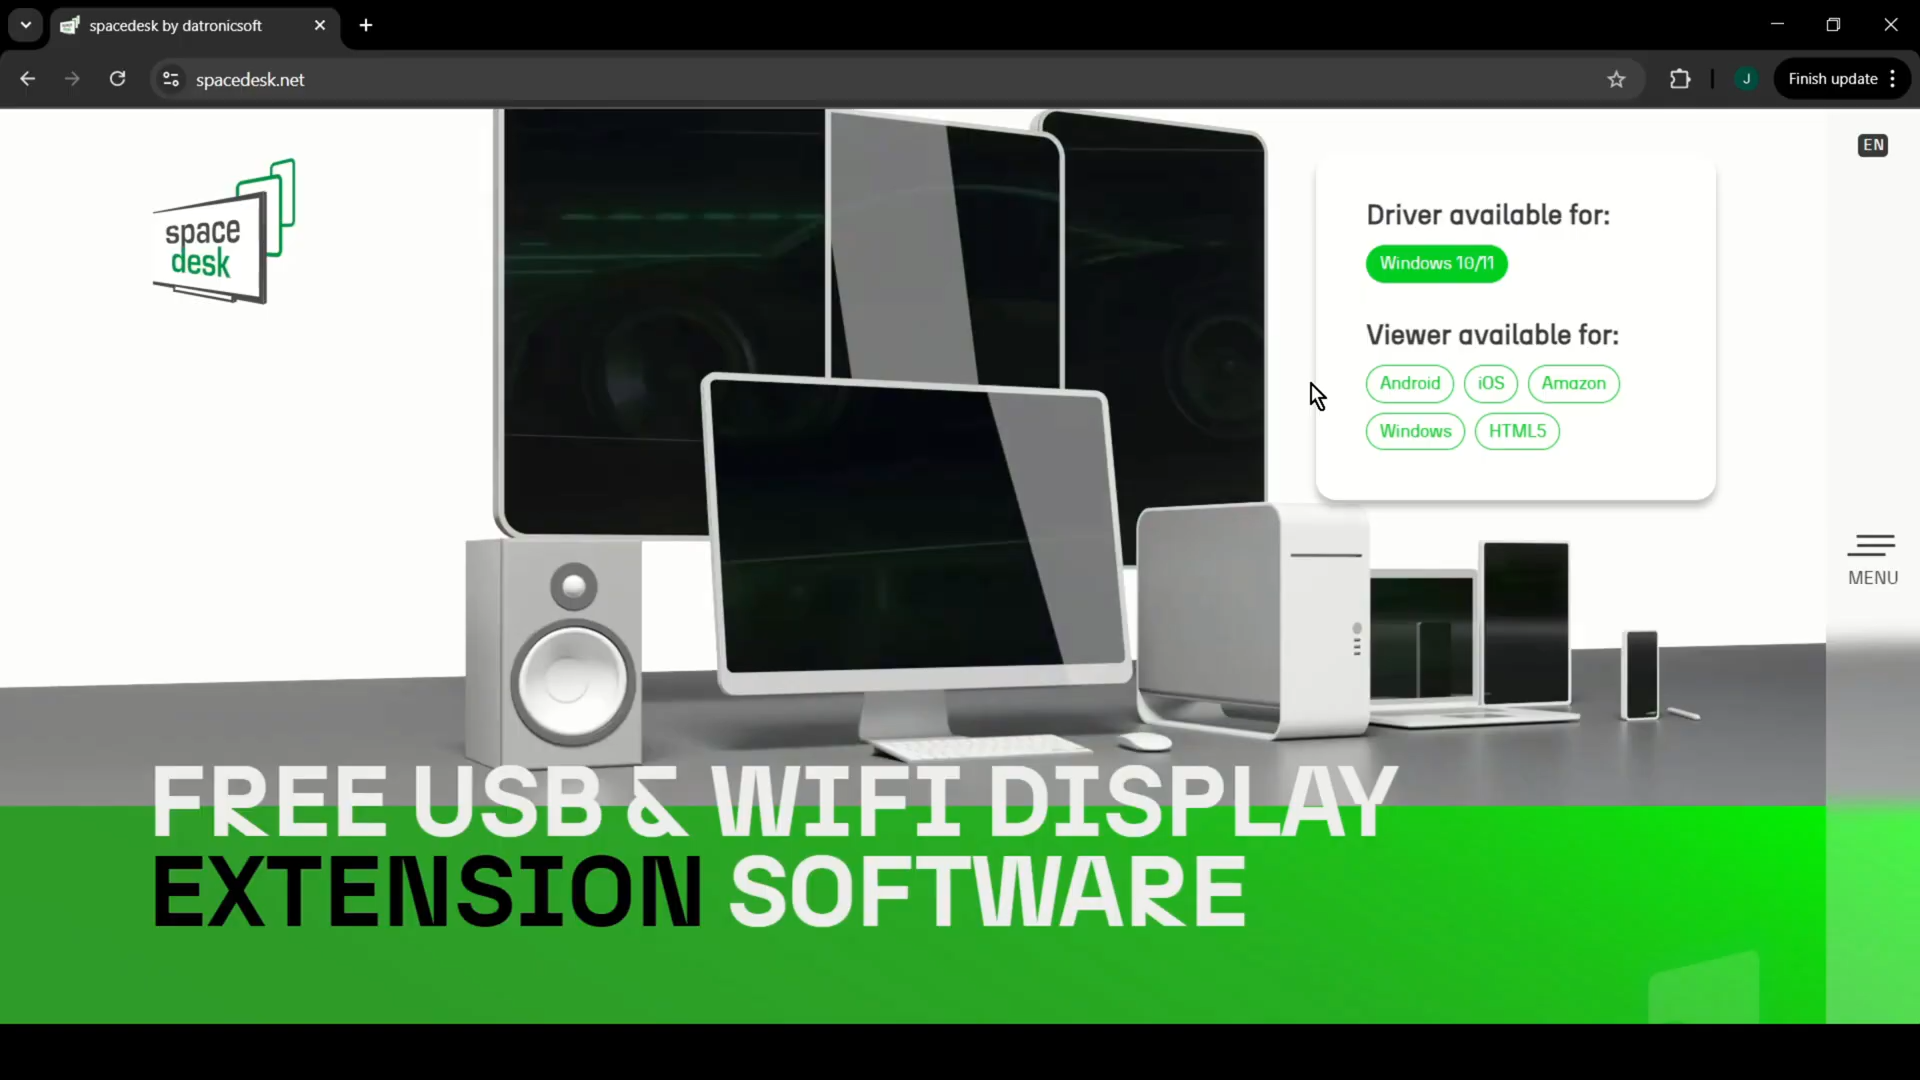 spacedesk by datronicsoft
spacedesk.net
J
Finish update
EN
space
desk
Driver available for:
Windows 10/11
Viewer available for:
Android
iOS
Amazon
Windows
HTML5
MENU
FREE USB & WIFI DISPLAY
EXTENSION SOFTWARE